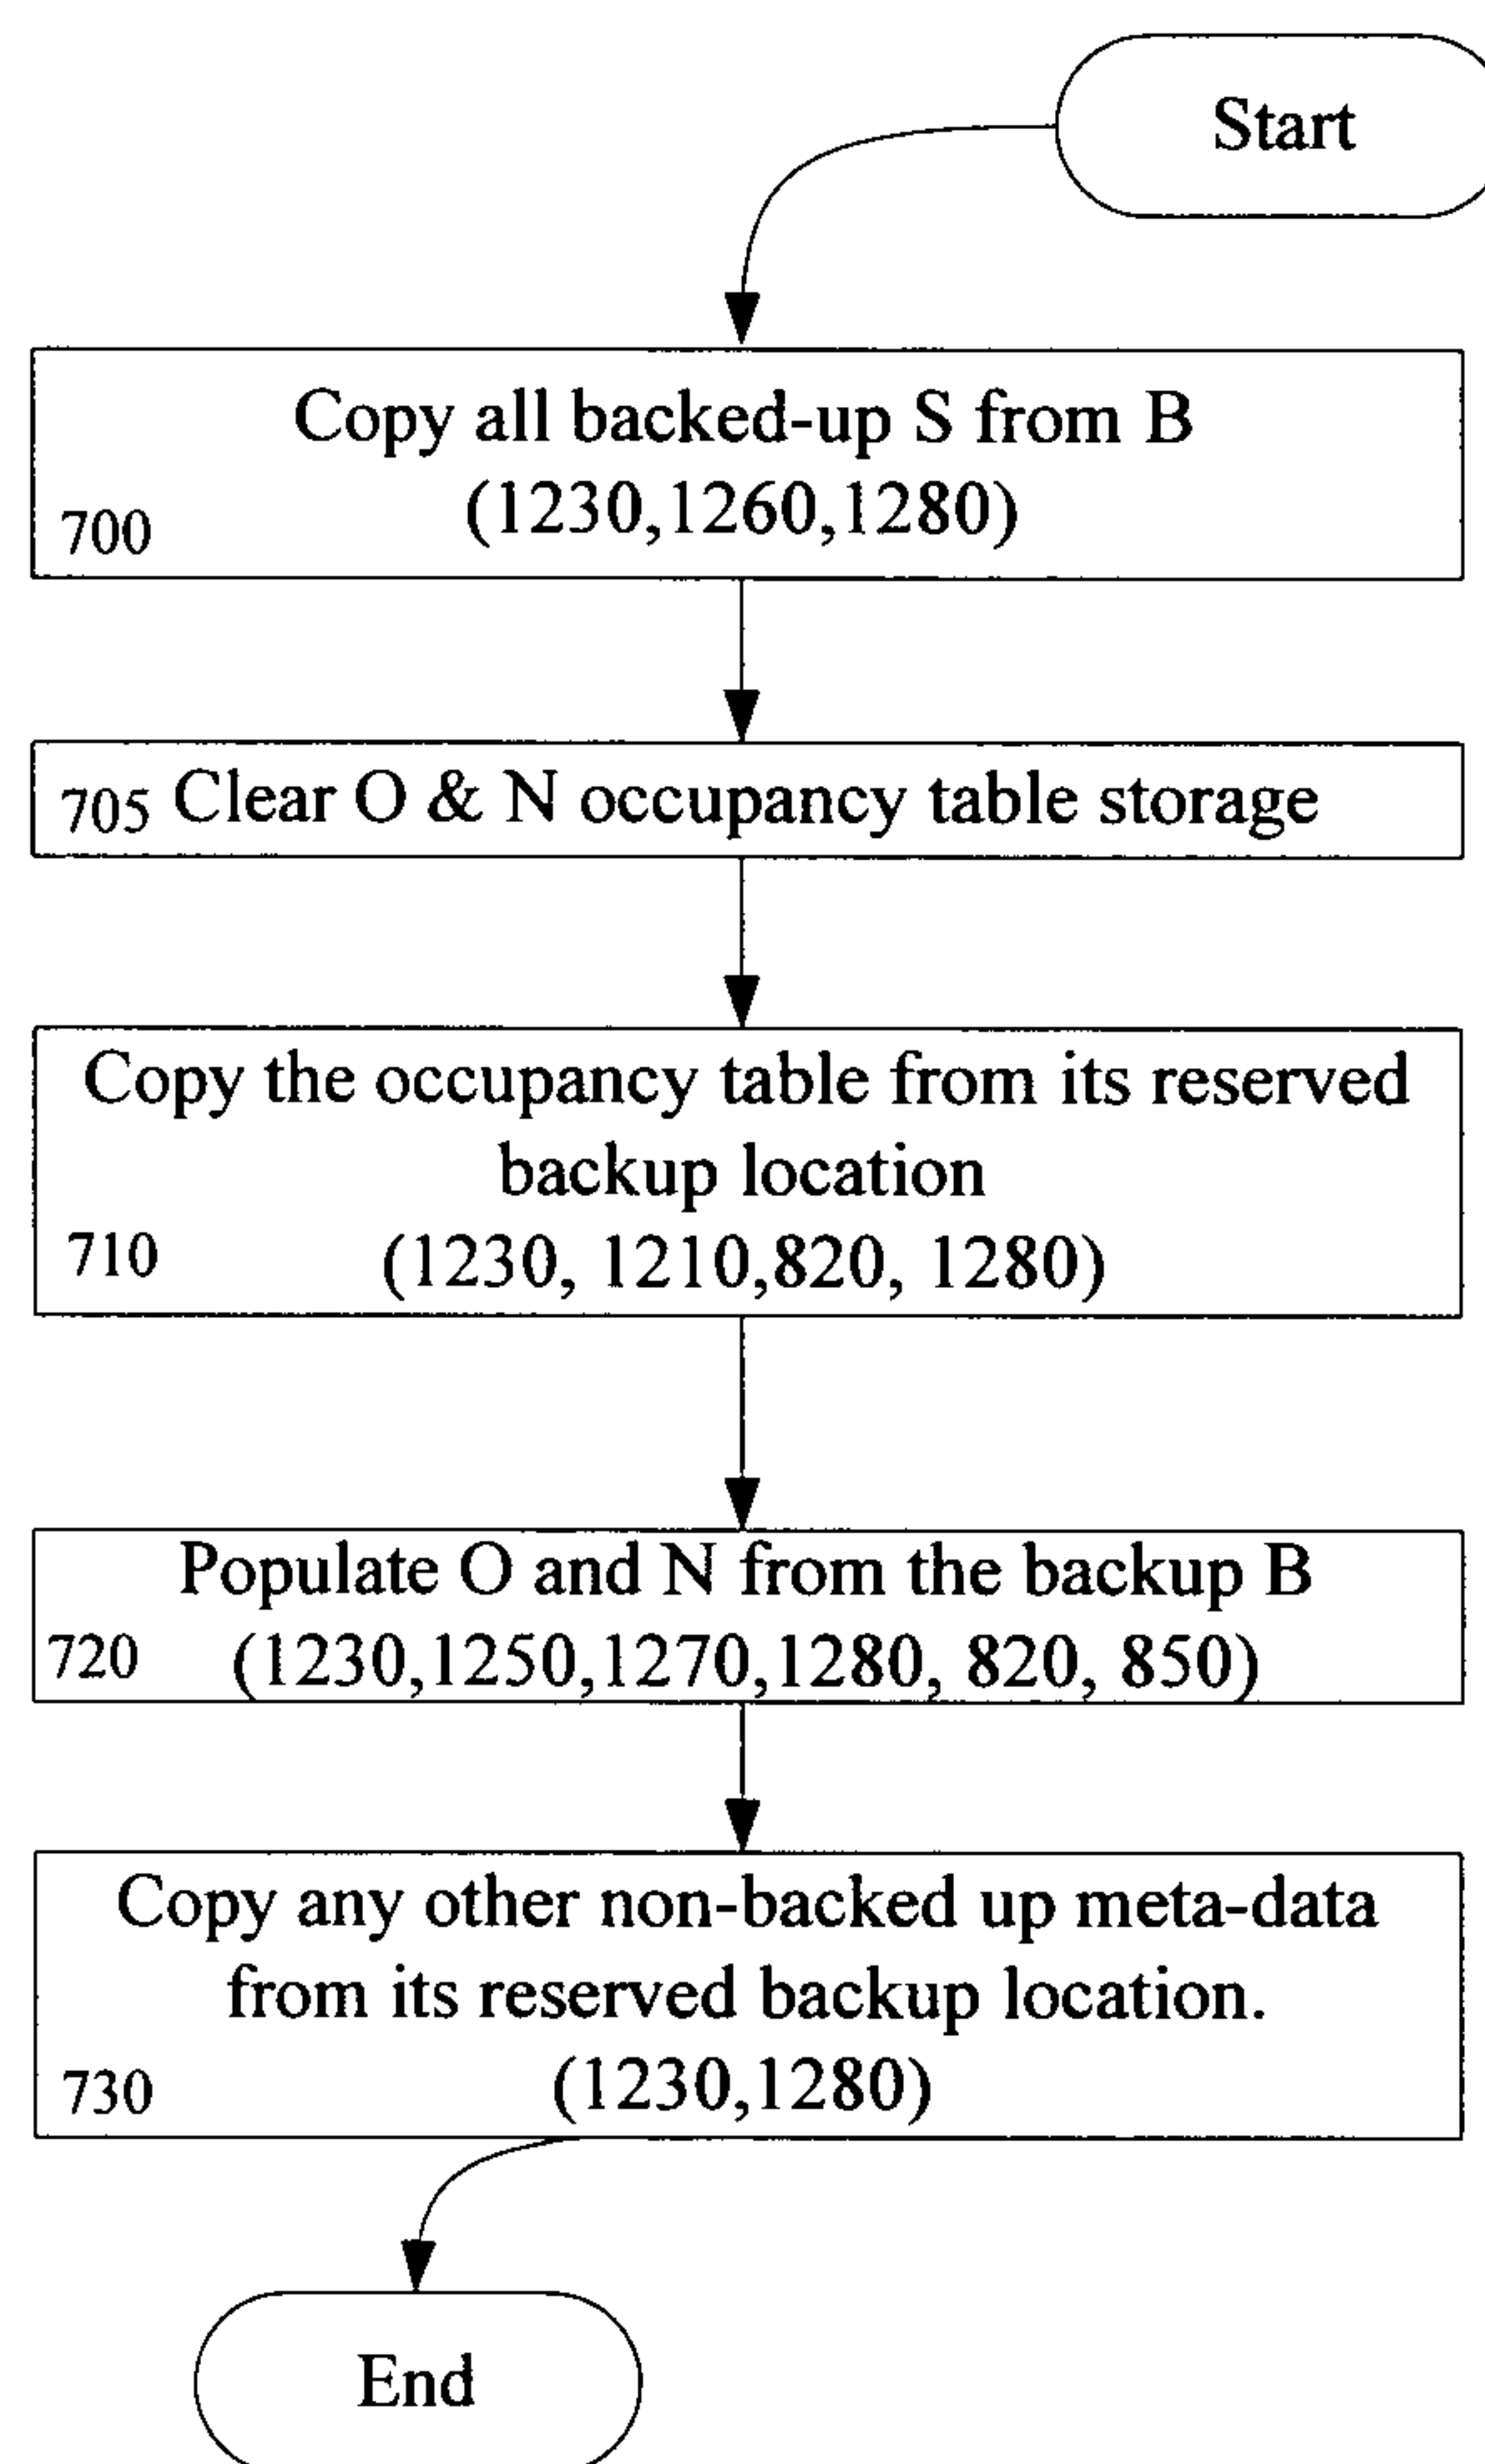 Start
Copy all backed-up S from B
(1230,1260,1280)
700
705 Clear O & N occupancy table storage
Copy the occupancy table from its reserved
backup location
(1230, 1210,820, 1280)
710
Populate O and N from the backup B
720 (1230,1250,1270,1280, 820, 850)
Copy any other non-backed up meta-data
from its reserved backup location.
(1230,1280)
730
End